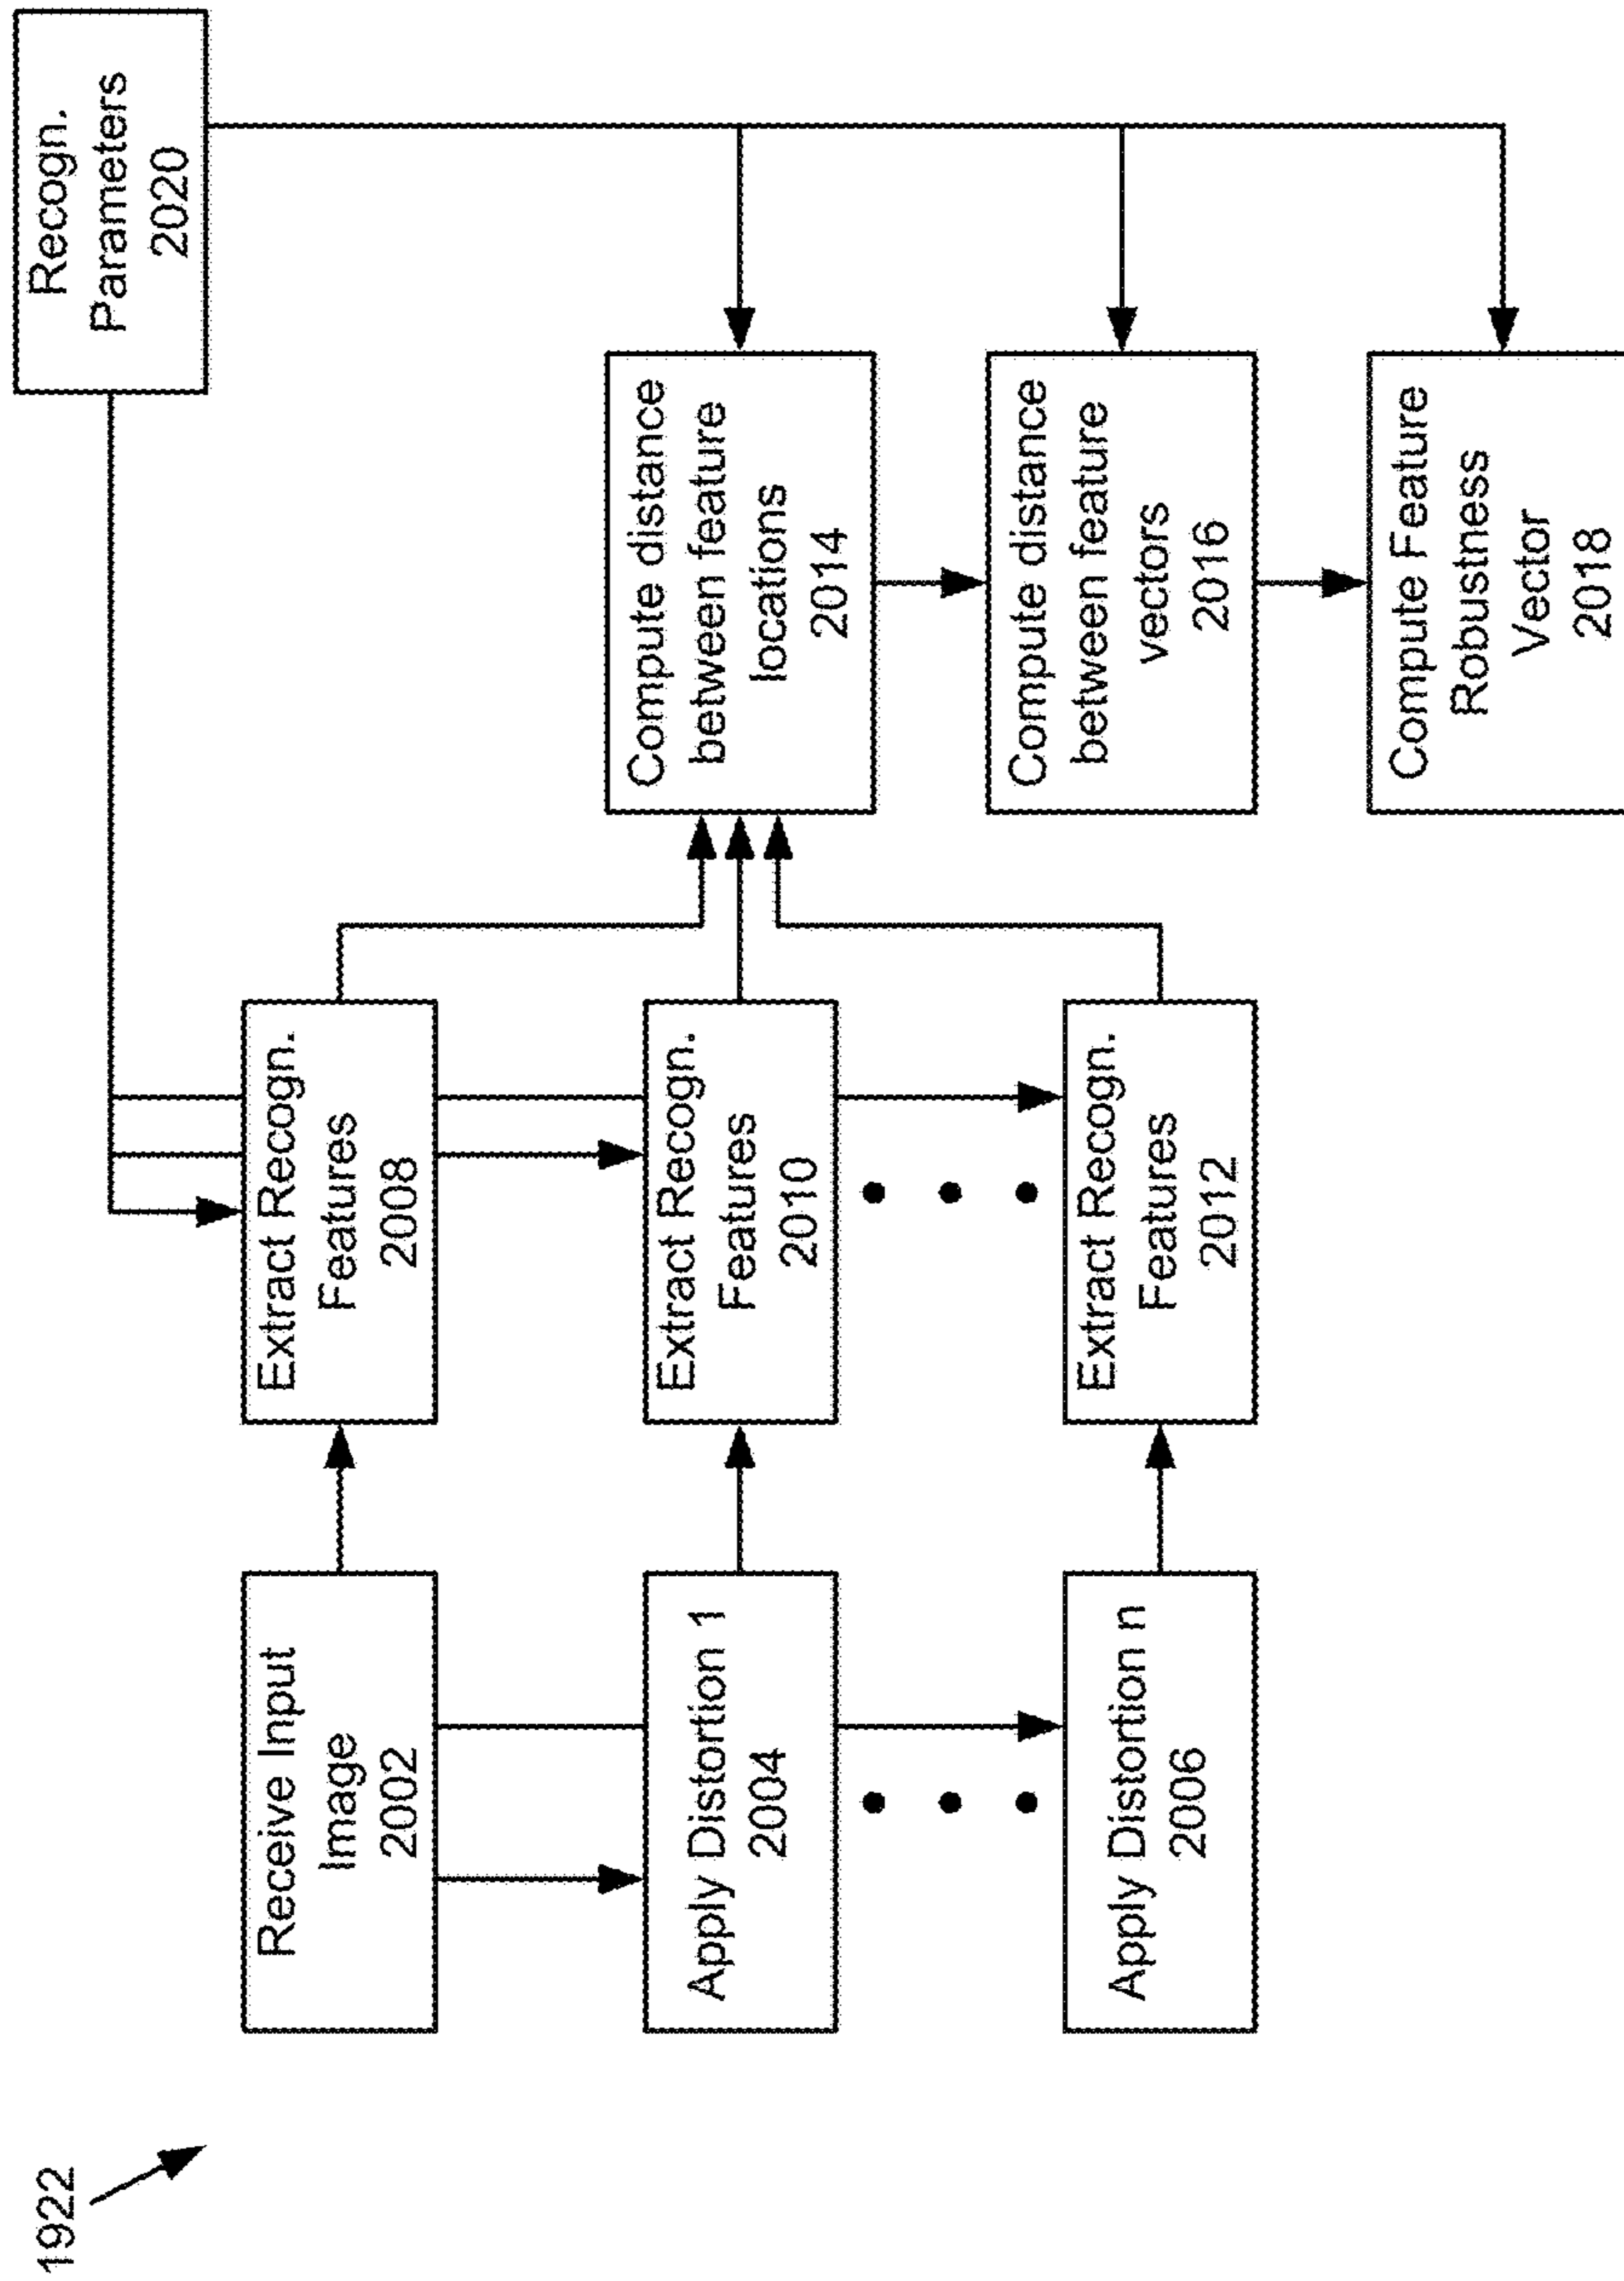 1922
Recogn.
Parameters
2020
Receive Input
Image
2002
Extract Recogn.
Features
2008
Apply Distortion 1
2004
Extract Recogn.
Features
2010
Compute distance
between feature
locations
2014
Apply Distortion n
2006
Extract Recogn.
Features
2012
Compute distance
between feature
vectors
2016
Compute Feature
Robustness
Vector
2018